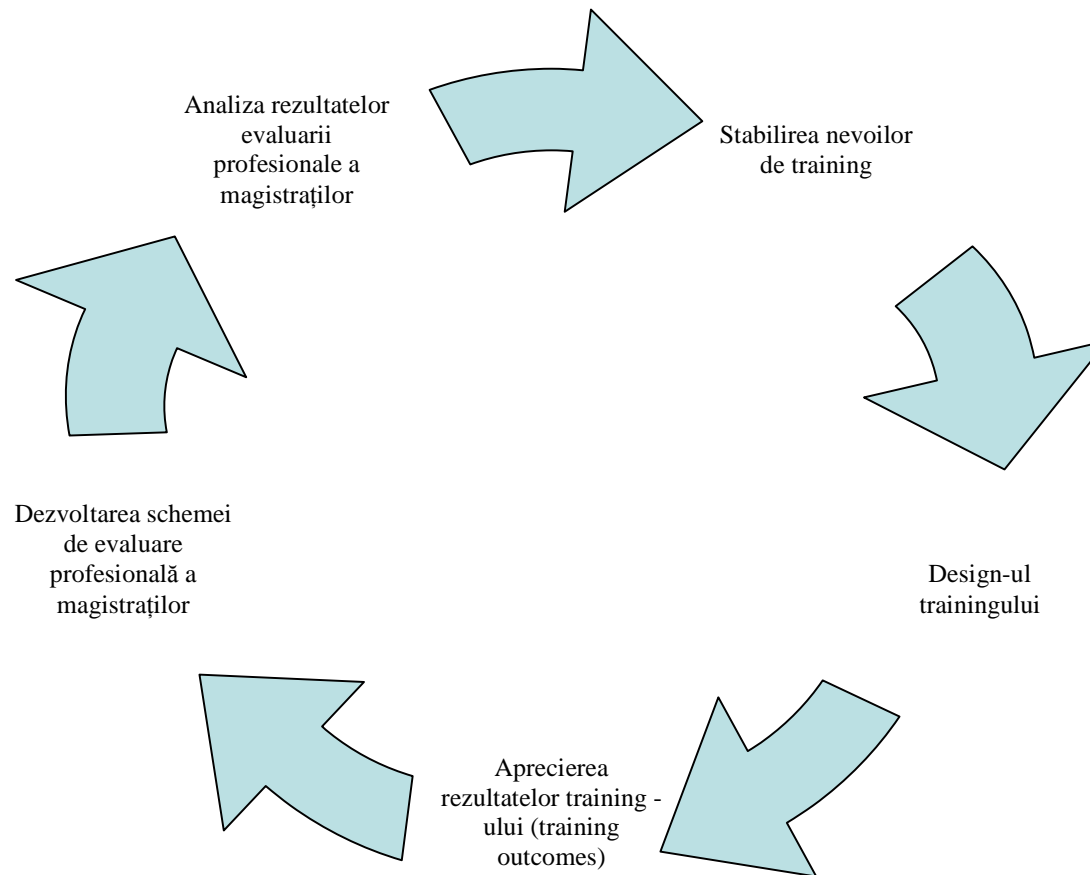 Analiza rezultatelor
evaluarii
profesionale a
magistraților
Stabilirea nevoilor
de training
Design-ul
trainingului
Aprecierea
rezultatelor training -
ului (training
outcomes)
Dezvoltarea schemei
de evaluare
profesională a
magistraților